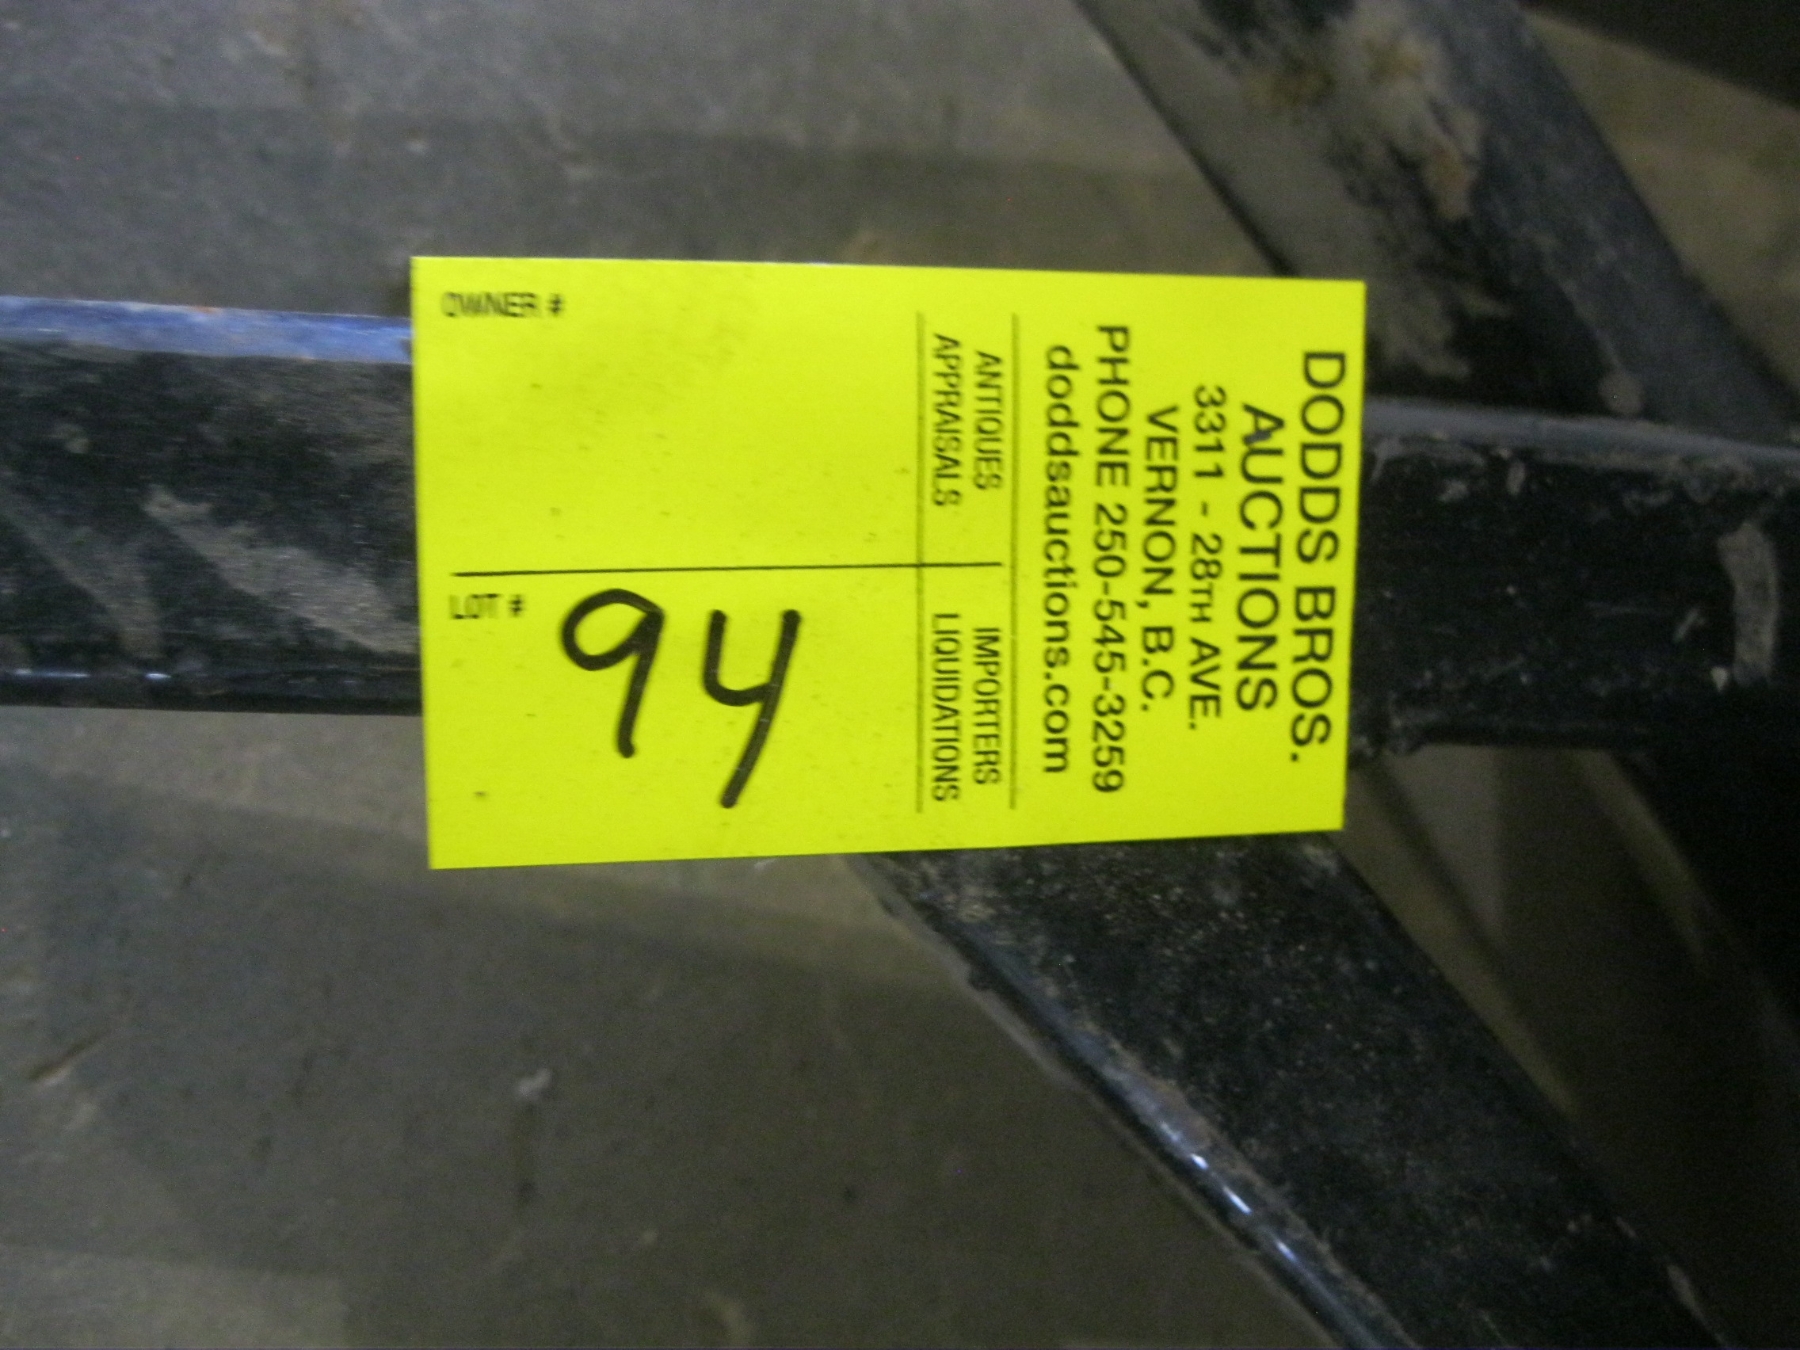 DODDS BROS.
AUCTIONS
3311 - 28TH AVE.
VERNON, B.C.
PHONE 250-545-3259
doddsauctions.com
ANTIQUES
APPRAISALS
IMPORTERS
LIQUIDATIONS
OWNER #
LOT #
94